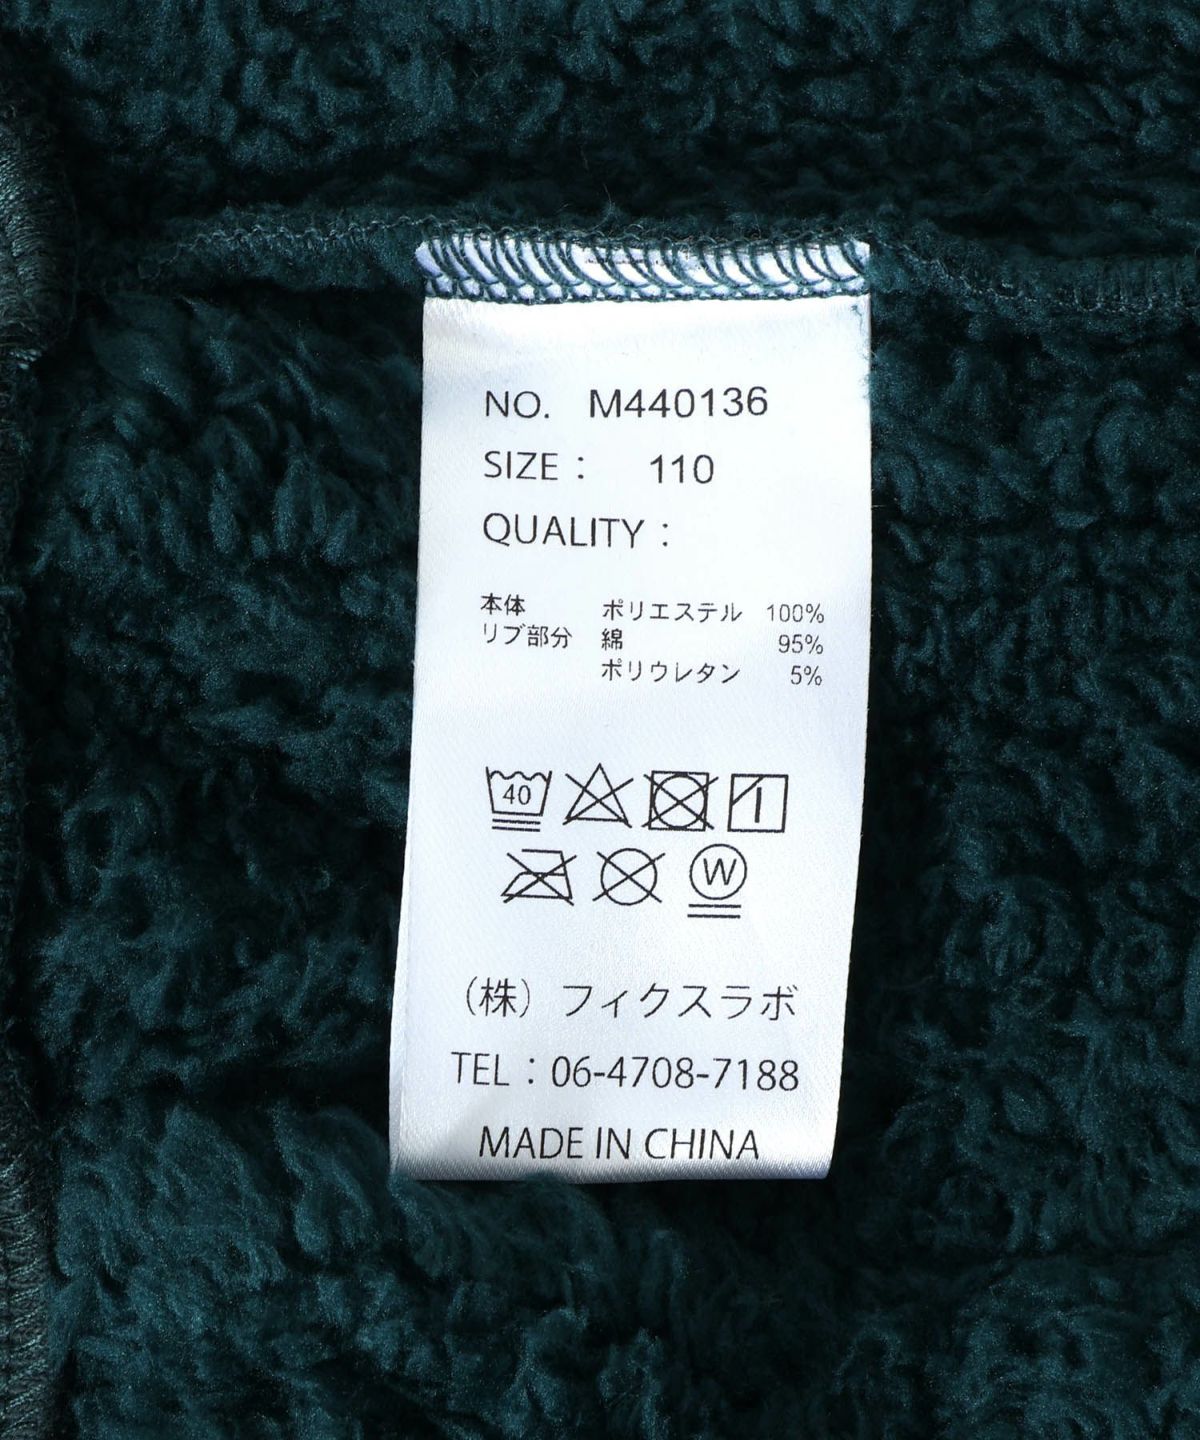 NO. M440136
SIZE： 110
QUALITY：
本体 ポリエステル 100%
リブ部分 綿 95%
ポリウレタン 5%
40
W
（株）フィクスラボ
TEL：06-4708-7188
MADE IN CHINA